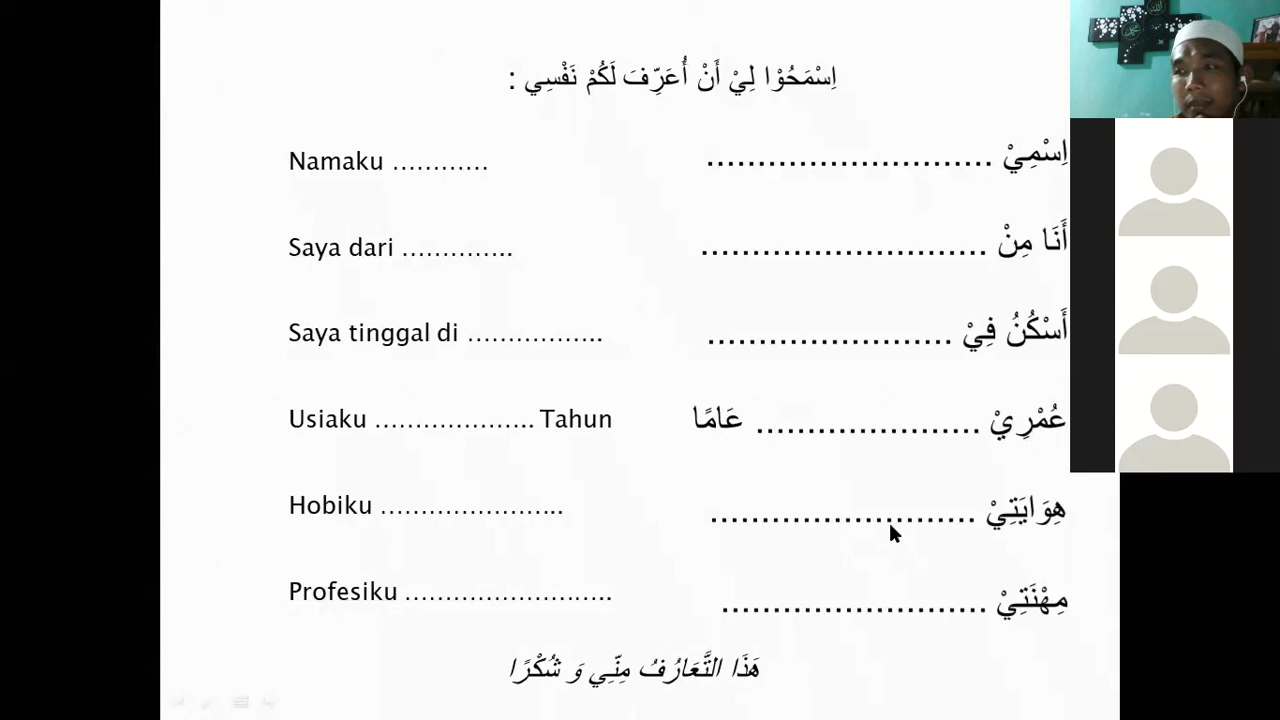 اِسْمَحُوْا لِيْ أَنْ أُعَرِّفَ لَكُمْ نَفْسِي :
اِسْمِيْ ............................ Namaku …………
أَنَا مِنْ ............................ Saya dari …………..
أَسْكُنُ فِيْ ........................ Saya tinggal di ……………..
عُمْرِيْ ...................... عَامًا Usiaku ……………….. Tahun
هِوَايَتِيْ .......................... Hobiku …………………..
مِهْنَتِيْ .......................... Profesiku ……………………..
هَذَا التَّعَارُفُ مِنِّي وَ شُكْرًا